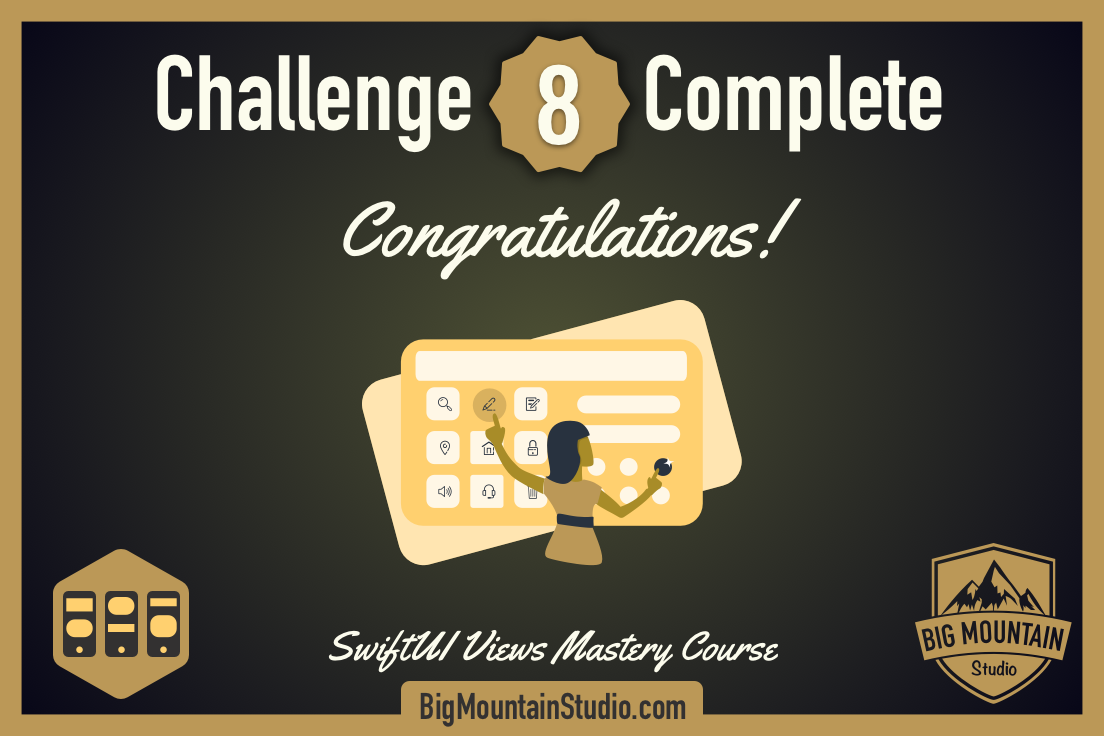 Challenge 8 Complete
Congratulations!
SwiftUI Views Mastery Course
BIG MOUNTAIN
Studio
BigMountainStudio.com